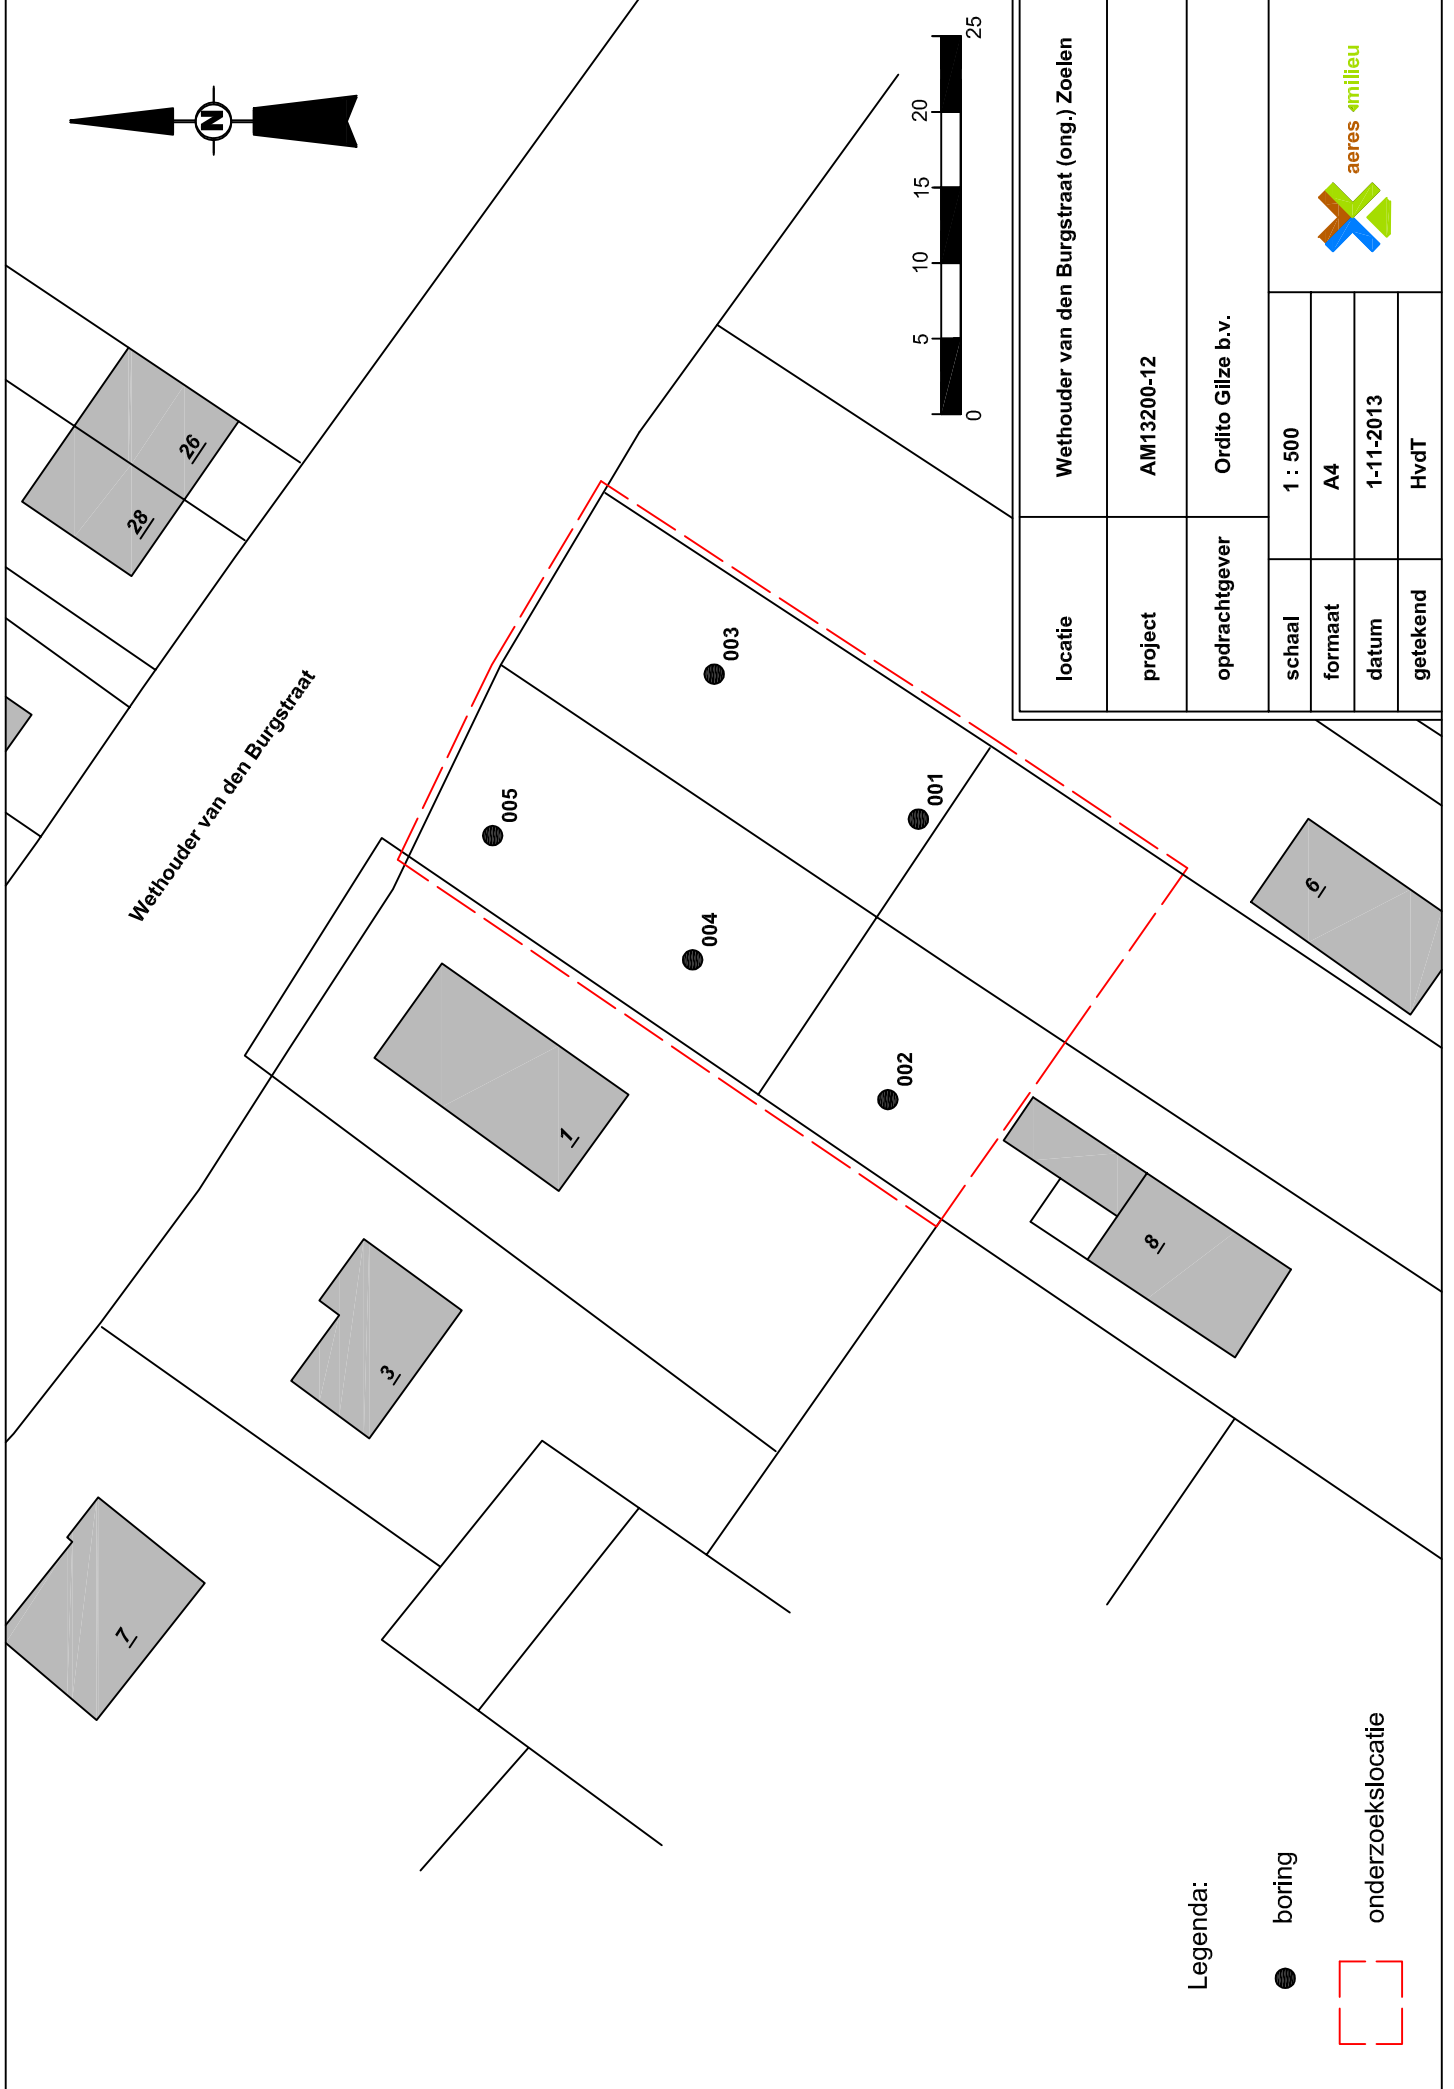 N
28
26
Wethouder van den Burgstraat
005
003
004
001
002
1
3
7
8
6
0 5 10 15 20 25
locatie Wethouder van den Burgstraat (ong.) Zoelen
project AM13200-12
opdrachtgever Ordito Gilze b.v.
schaal 1 : 500
formaat A4
datum 1-11-2013
getekend HvdT
aeres milieu
Legenda:
boring
onderzoekslocatie